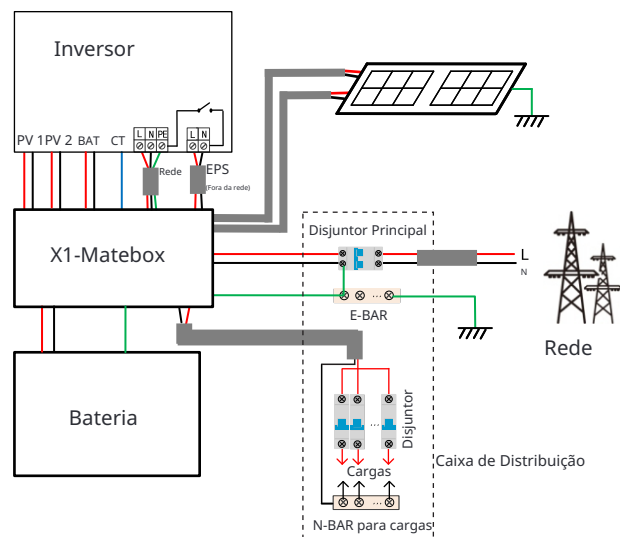 Inversor
PV 1 PV 2 BAT CT
L N PE
L N
Rede
EPS
(Fora da rede)
X1-Matebox
Disjuntor Principal
L
N
E-BAR
Rede
Bateria
Disjuntor
Cargas
Caixa de Distribuição
N-BAR para cargas